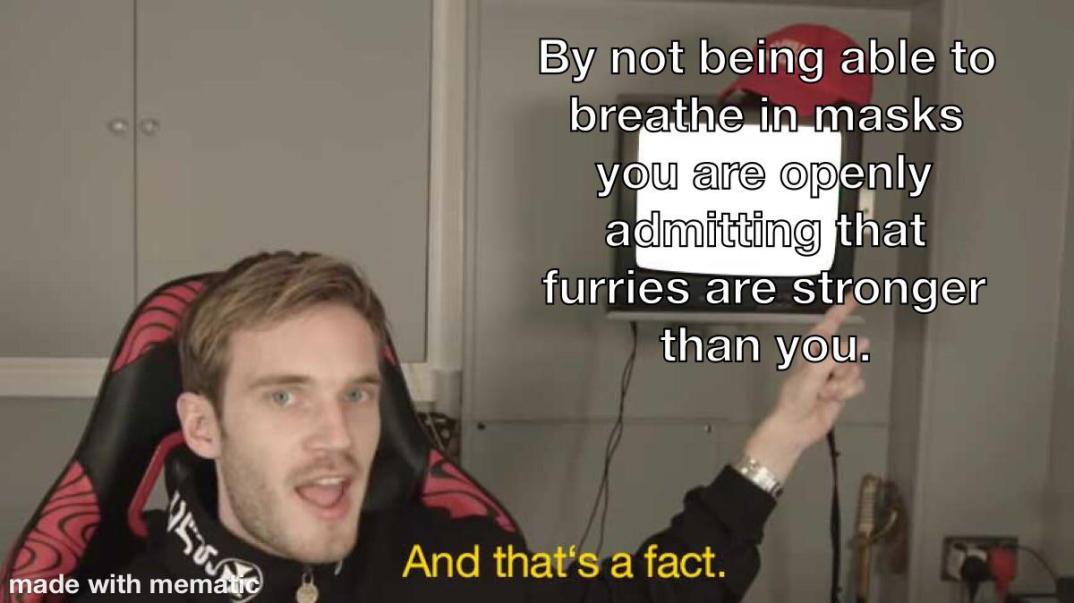 By not being able to
breathe in masks
you are openly
admitting that
furries are stronger
than you.
And that‘s a fact.
made with mematic